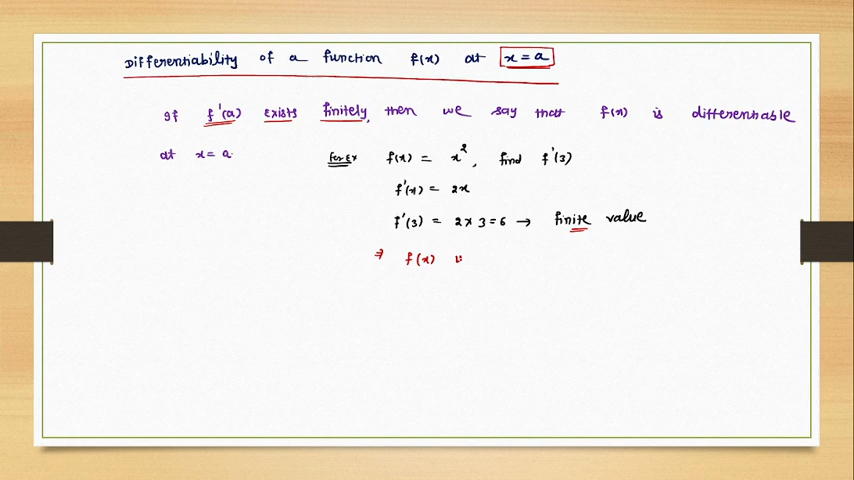 Differentiability of a function f(x) at x = a
If f'(a) exists finitely, then we say that f(x) is differentiable
at x = a.
For Ex f(x) = x², find f'(3)
f'(x) = 2x
f'(3) = 2 × 3 = 6 → finite value
⇒ f(x)